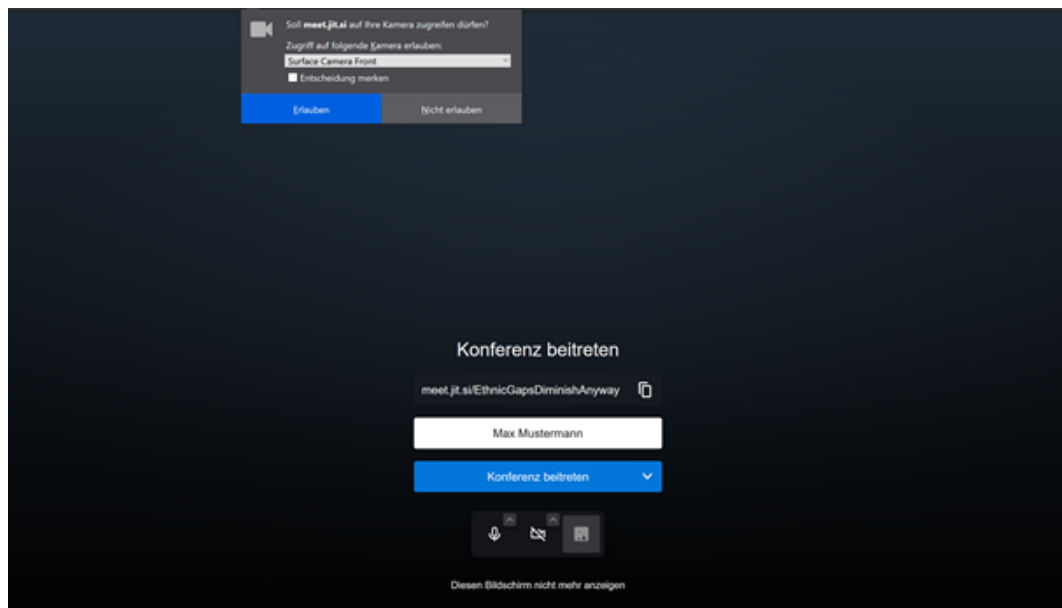 Soll meet.jit.si auf Ihre Kamera zugreifen dürfen?
Zugriff auf folgende Kamera erlauben:
Surface Camera Front
Entscheidung merken
Erlauben
Nicht erlauben
Konferenz beitreten
meet.jit.si/EthnicGapsDiminishAnyway
Max Mustermann
Konferenz beitreten
Diesen Bildschirm nicht mehr anzeigen